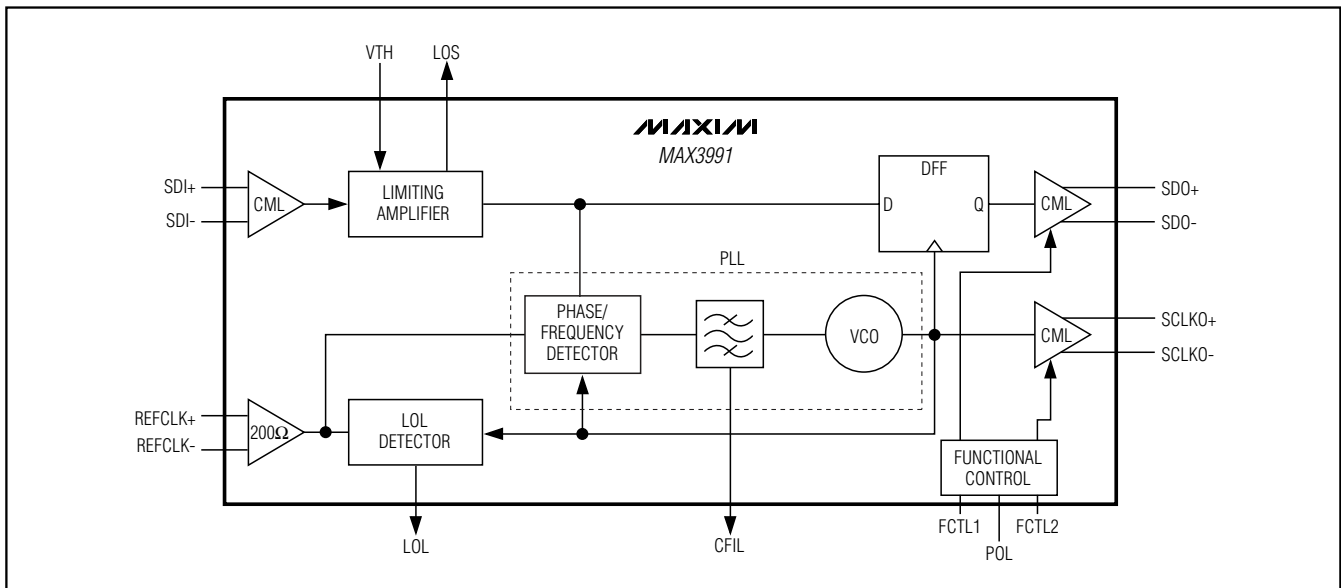 VTH
LOS
MAXIM
MAX3991
SDI+
SDI-
CML
LIMITING
AMPLIFIER
DFF
D
Q
CML
SDO+
SDO-
PLL
PHASE/
FREQUENCY
DETECTOR
VCO
CML
SCLKO+
SCLKO-
REFCLK+
REFCLK-
200Ω
LOL
DETECTOR
FUNCTIONAL
CONTROL
LOL
CFIL
FCTL1
POL
FCTL2